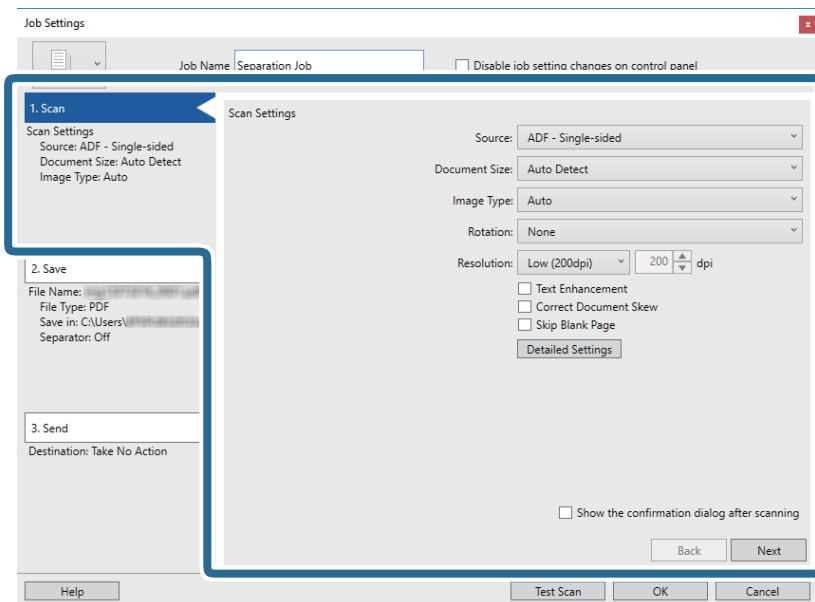 Job Settings
x
Job Name Separation Job Disable job setting changes on control panel
1. Scan
Scan Settings
Source: ADF - Single-sided
Document Size: Auto Detect
Image Type: Auto
2. Save
File Name:
File Type: PDF
Save in: C:\Users\
Separator: Off
3. Send
Destination: Take No Action
Scan Settings
Source: ADF - Single-sided
Document Size: Auto Detect
Image Type: Auto
Rotation: None
Resolution: Low (200dpi) 200 dpi
Text Enhancement
Correct Document Skew
Skip Blank Page
Detailed Settings
Show the confirmation dialog after scanning
Back Next
Help Test Scan OK Cancel